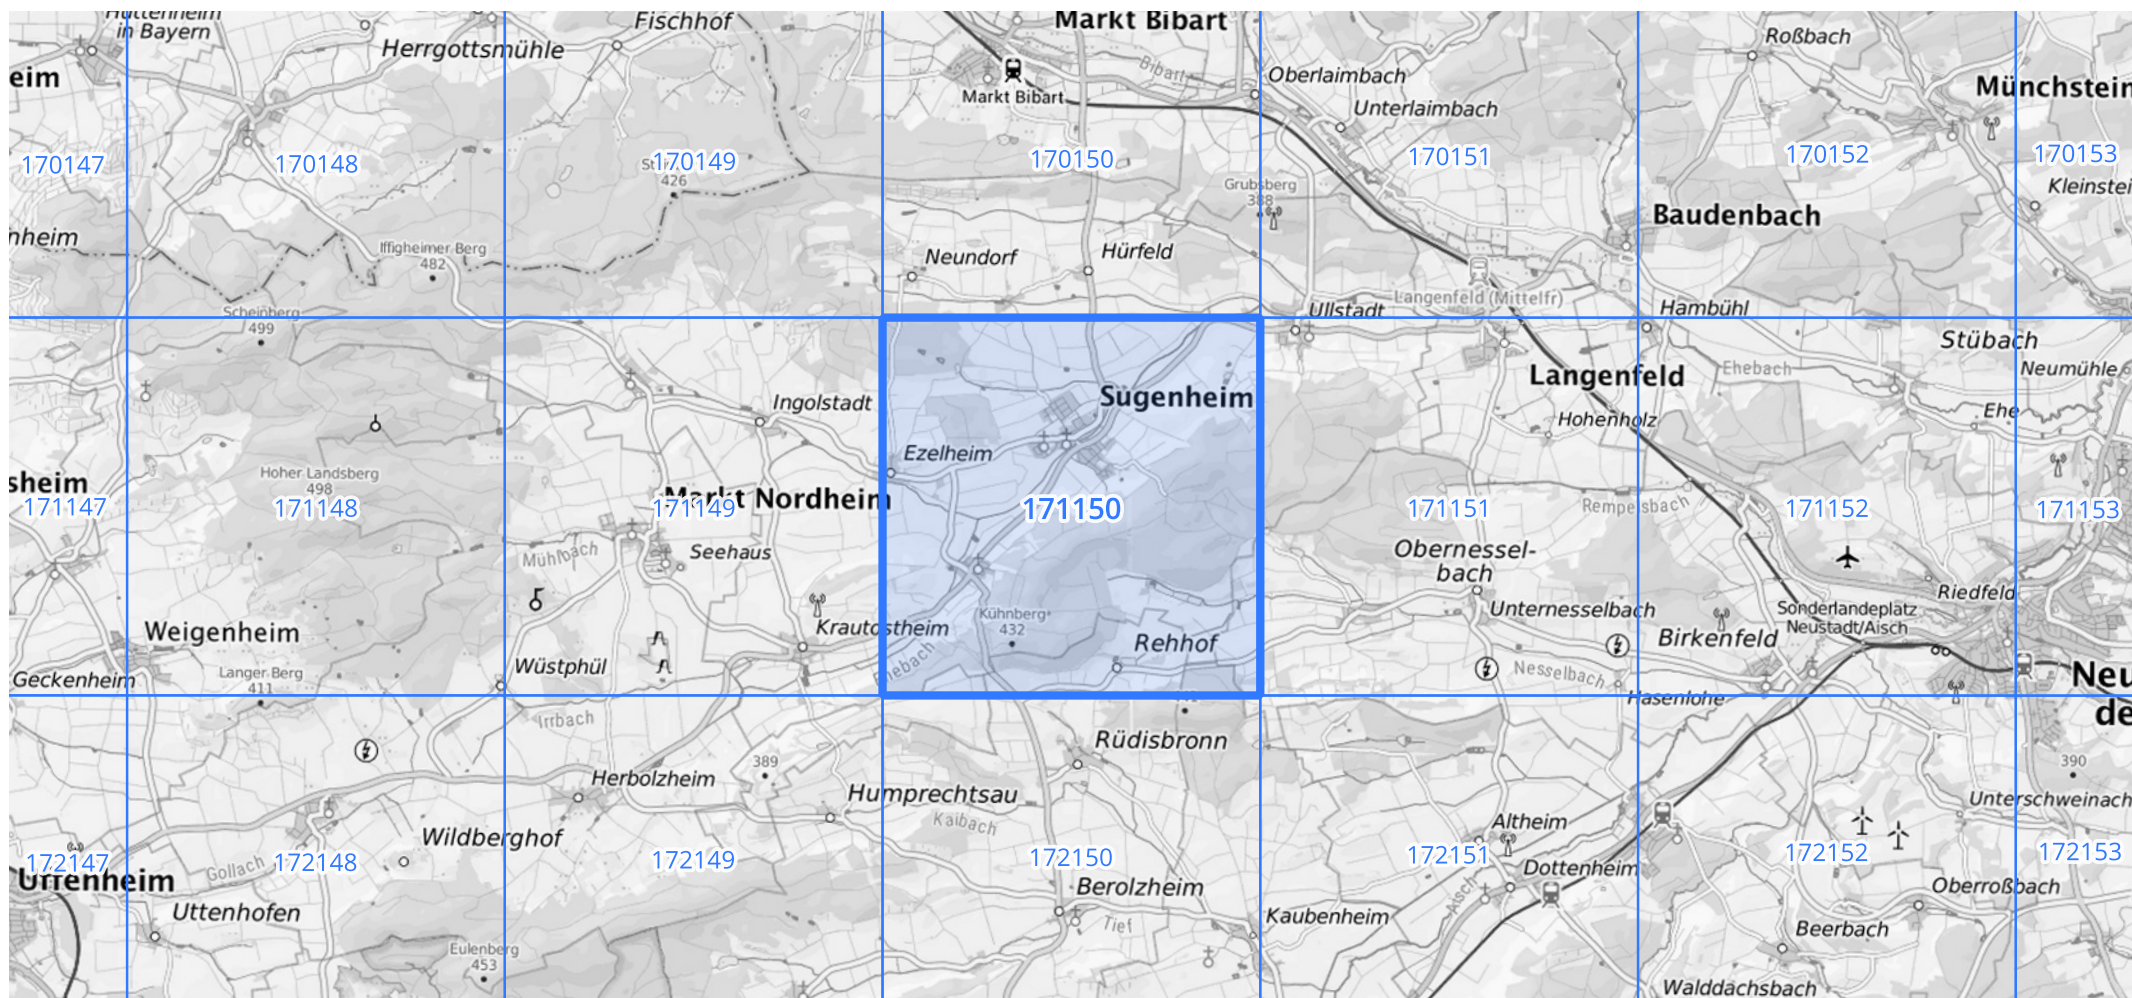 Hüttenheim
in Bayern
Herrgottsmühle
Fischhof
Markt Bibart
Bibart
Markt Bibart
Oberlaimbach
Unterlaimbach
Roßbach
Münchstein
eim
170147
170148
170149
426
170150
170151
170152
170153
Grubsberg
388
Kleinstei
Baudenbach
nheim
Iffigheimer Berg
482
Neundorf
Hürfeld
Langenfeld (Mittelfr)
Ullstadt
Hambühl
Scheinberg
499
Stübach
Neumühle
Ehebach
Langenfeld
Sugenheim
Ingolstadt
Hohenholz
Ehe
Ezelheim
Hoher Landsberg
498
sheim
Markt Nordheim
171147
171148
171149
171150
171151
171152
171153
Rempelsbach
Mühlbach
Seehaus
Obernessel-
bach
Riedfeld
Sonderlandeplatz
Neustadt/Aisch
Unternesselbach
Birkenfeld
Kühnberg
432
Krautostheim
Rehhof
Weigenheim
Wüstphül
Ehebach
Nesselbach
Geckenheim
Langer Berg
411
Hasenlohe
Neu
de
Irrbach
Rüdisbronn
389
390
Herbolzheim
Humprechtsau
Kaibach
Unterschweinach
Altheim
Wildberghof
Gollach
172147
172148
172149
172150
172151
172152
172153
Uffenheim
Dottenheim
Berolzheim
Oberroßbach
Uttenhofen
Aisch
Kaubenheim
Tief
Beerbach
Eulenberg
453
Walddachsbach